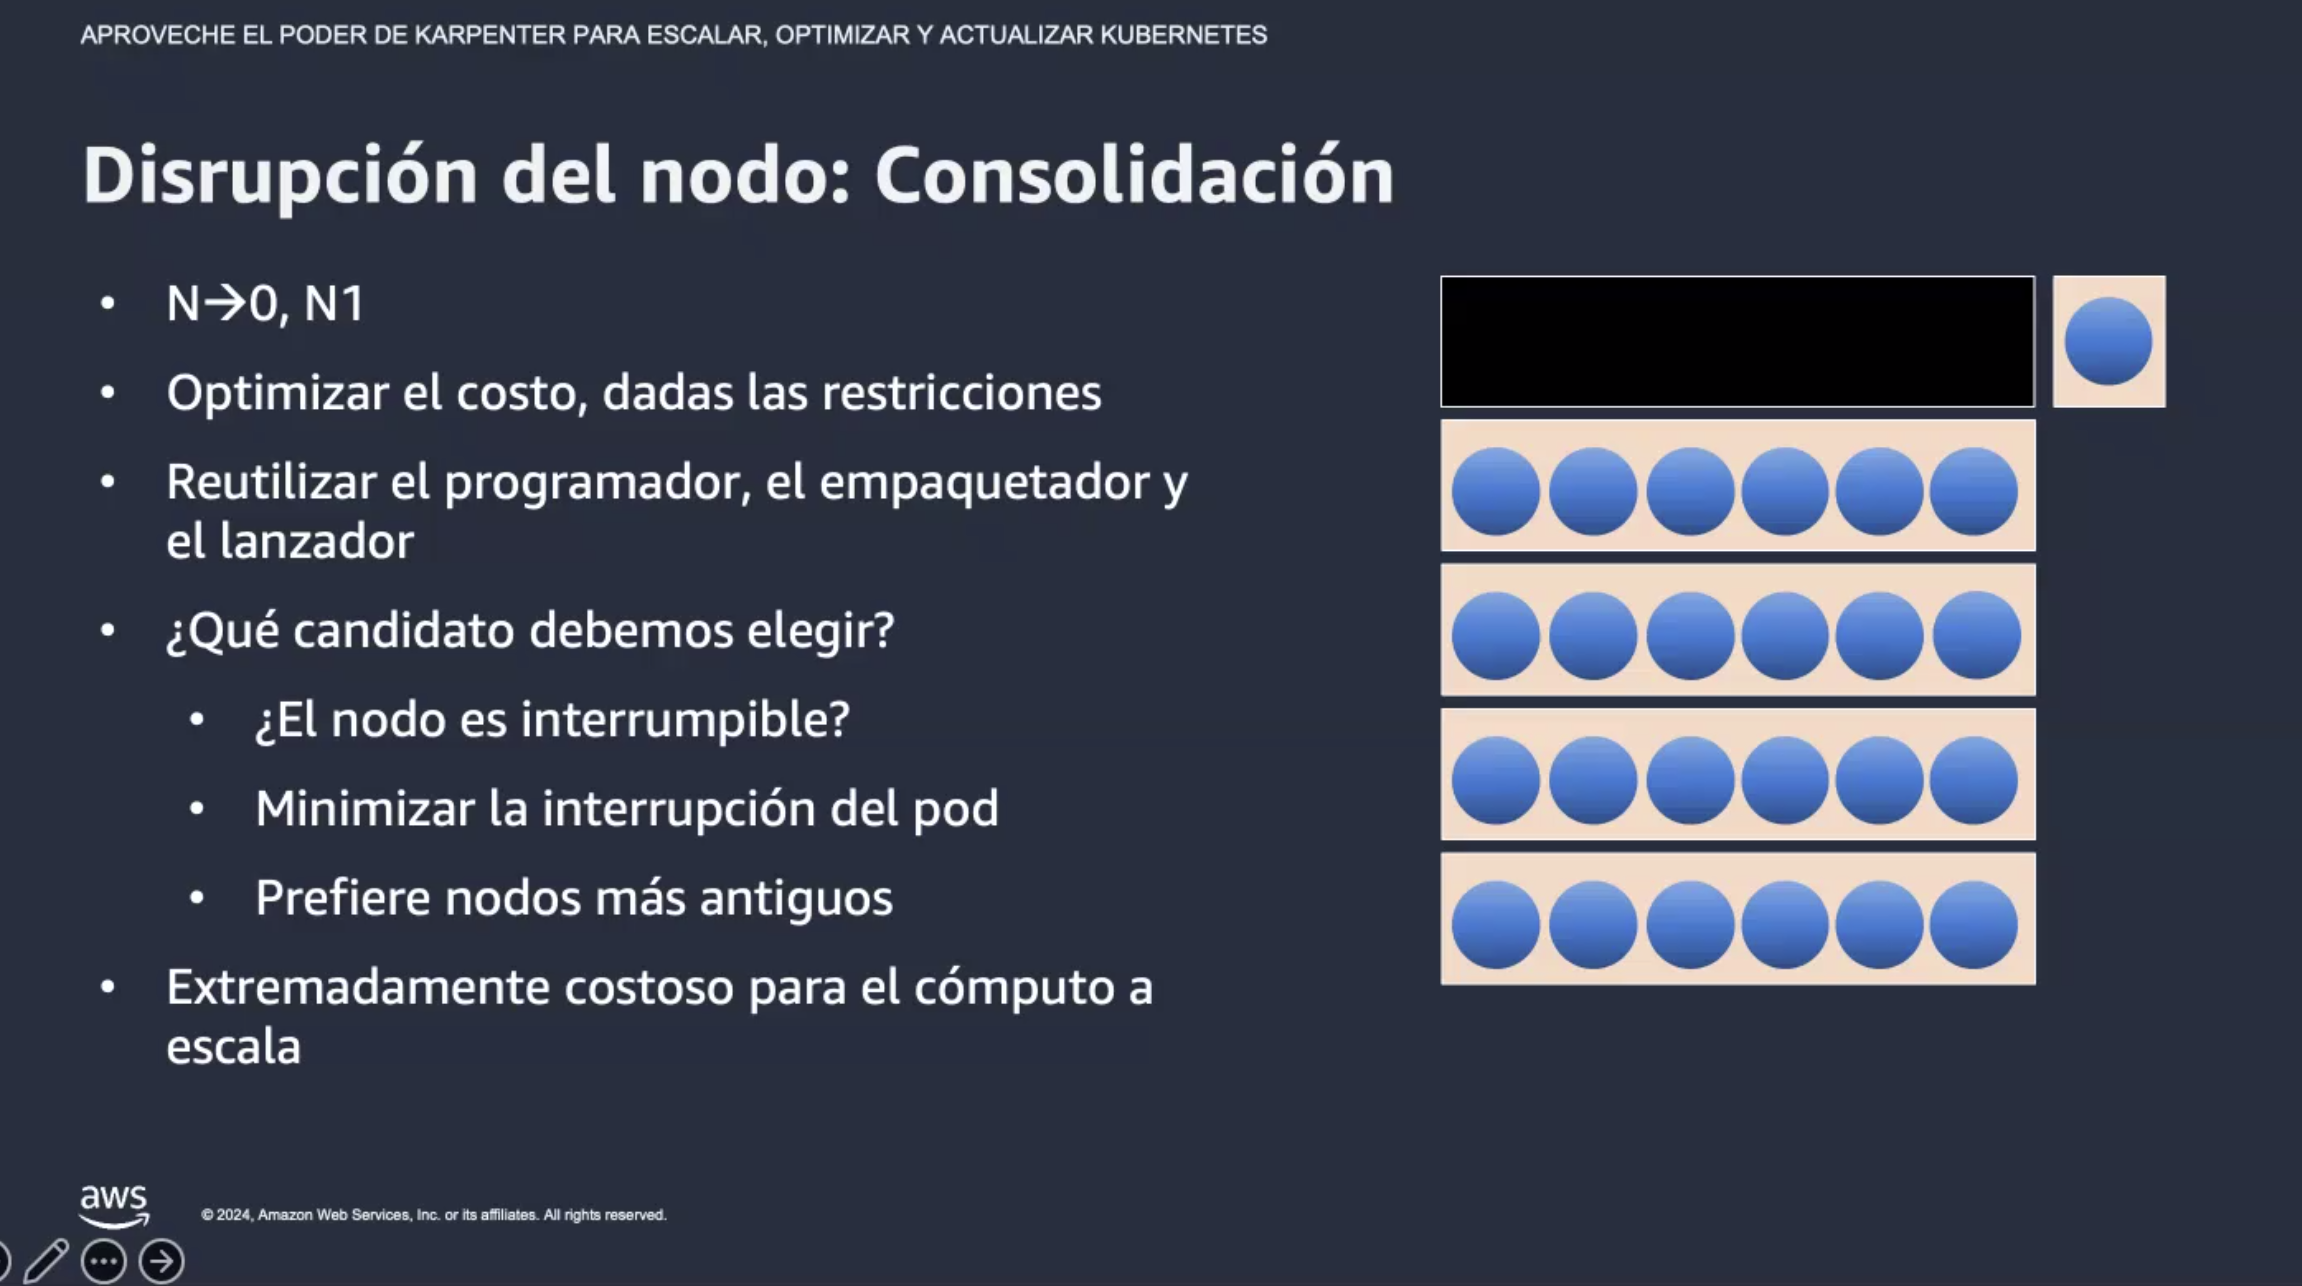 APROVECHE EL PODER DE KARPENTER PARA ESCALAR, OPTIMIZAR Y ACTUALIZAR KUBERNETES
Disrupción del nodo: Consolidación
• N→0, N1
• Optimizar el costo, dadas las restricciones
• Reutilizar el programador, el empaquetador y
el lanzador
• ¿Qué candidato debemos elegir?
• ¿El nodo es interrumpible?
• Minimizar la interrupción del pod
• Prefiere nodos más antiguos
• Extremadamente costoso para el cómputo a
escala
aws
© 2024, Amazon Web Services, Inc. or its affiliates. All rights reserved.